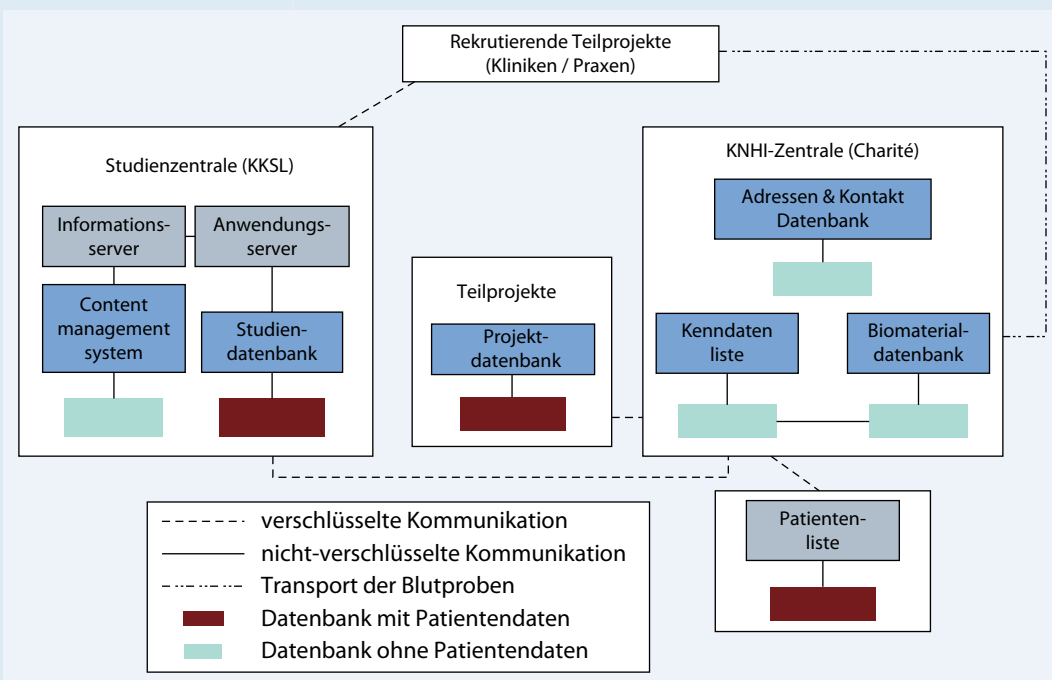 Rekrutierende Teilprojekte
(Kliniken / Praxen)
Studienzentrale (KKSL)
Informations-
server
Anwendungs-
server
Content
management
system
Studien-
datenbank
Teilprojekte
Projekt-
datenbank
KNHI-Zentrale (Charité)
Adressen & Kontakt
Datenbank
Kenndaten
liste
Biomaterial-
datenbank
Patienten-
liste
verschlüsselte Kommunikation
nicht-verschlüsselte Kommunikation
Transport der Blutproben
Datenbank mit Patientendaten
Datenbank ohne Patientendaten